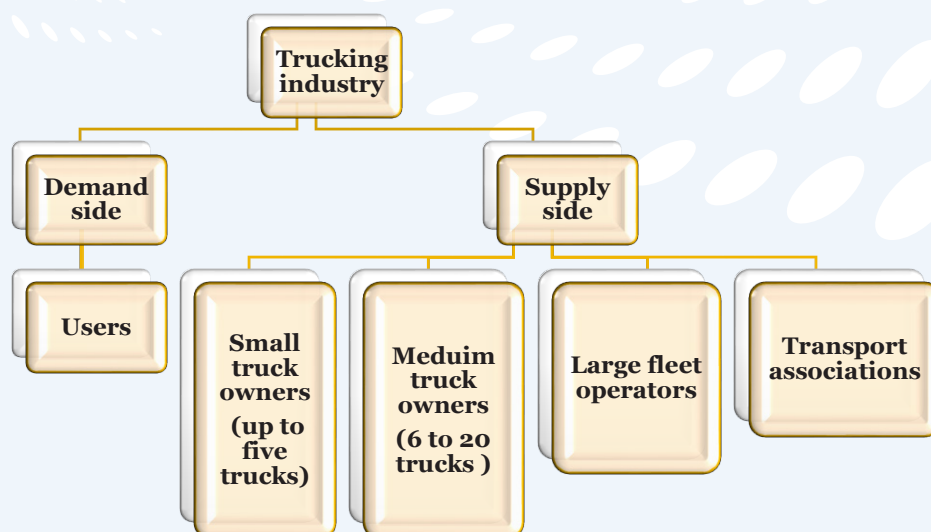 Trucking
industry
Demand
side
Supply
side
Users
Small
truck
owners
(up to
five
trucks)
Meduim
truck
owners
(6 to 20
trucks )
Large fleet
operators
Transport
associations